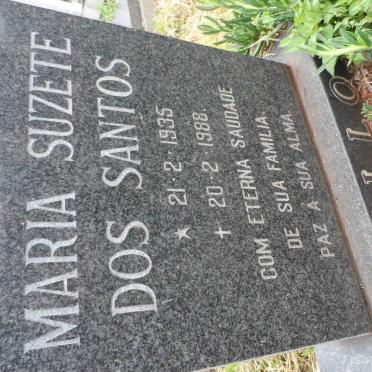 MARIA SUZETE
DOS SANTOS
★ 21-2-1935
✝ 20-2-1988
COM ETERNA SAUDADE
DE SUA FAMILIA.
PAZ A SUA ALMA